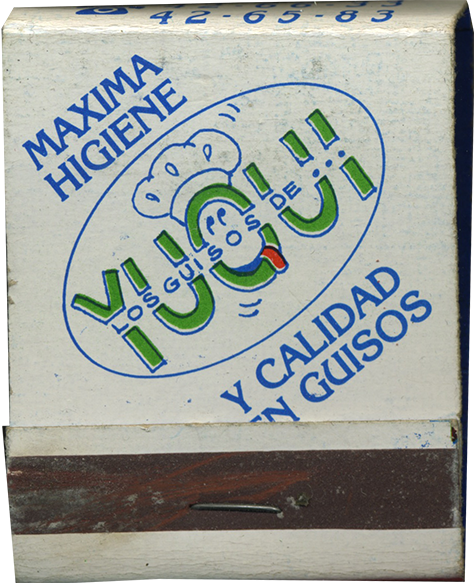 42-65-83
MAXIMA
HIGIENE
YUQUI
LOS GUISOS DE ...
Y CALIDAD
EN GUISOS